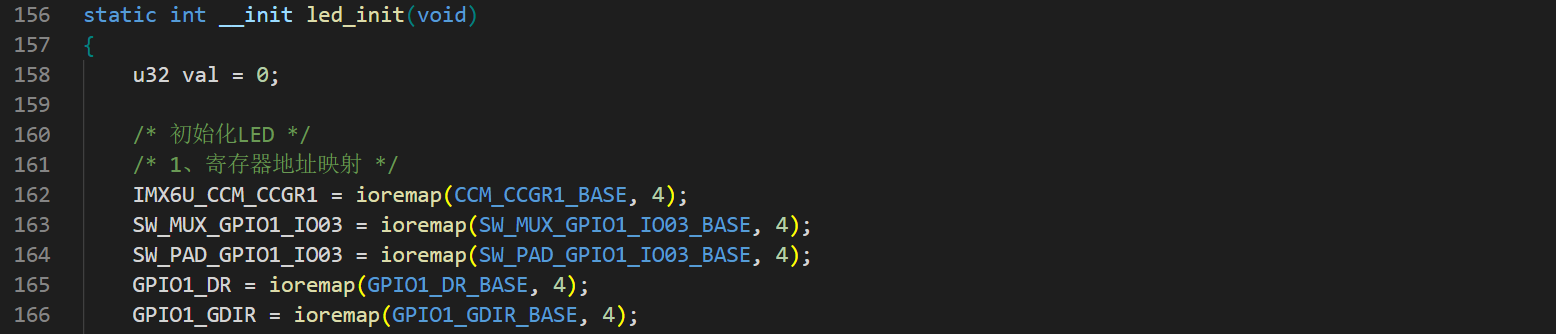 156 static int __init led_init(void)
157 {
158     u32 val = 0;
159
160     /* 初始化LED */
161     /* 1、寄存器地址映射 */
162     IMX6U_CCM_CCGR1 = ioremap(CCM_CCGR1_BASE, 4);
163     SW_MUX_GPIO1_IO03 = ioremap(SW_MUX_GPIO1_IO03_BASE, 4);
164     SW_PAD_GPIO1_IO03 = ioremap(SW_PAD_GPIO1_IO03_BASE, 4);
165     GPIO1_DR = ioremap(GPIO1_DR_BASE, 4);
166     GPIO1_GDIR = ioremap(GPIO1_GDIR_BASE, 4);